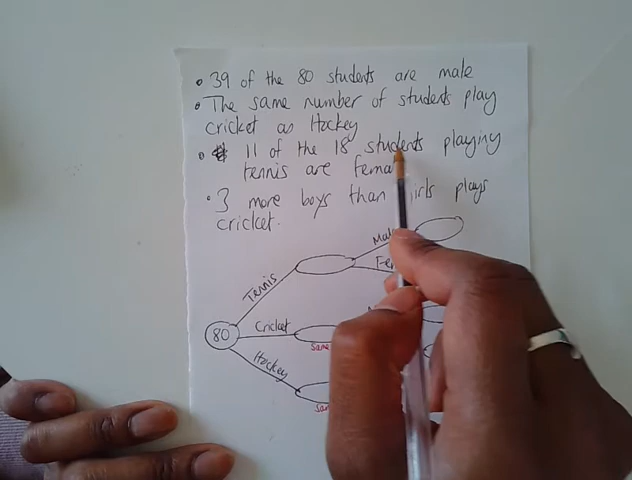 • 39 of the 80 students are male
• The same number of students play
cricket as Hockey
• 11 of the 18 students playing
tennis are
• 3 more boys than plays
cricket.
Tennis
80
Cricket
Hockey